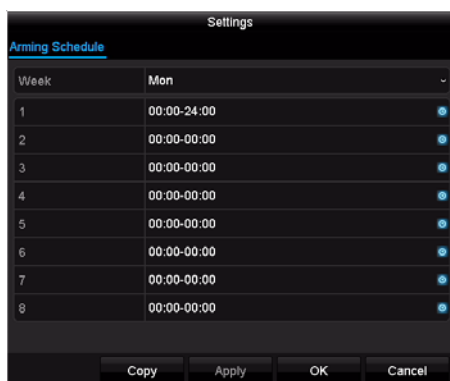 Settings
Arming Schedule
Week Mon
1 00:00-24:00
2 00:00-00:00
3 00:00-00:00
4 00:00-00:00
5 00:00-00:00
6 00:00-00:00
7 00:00-00:00
8 00:00-00:00
Copy Apply OK Cancel